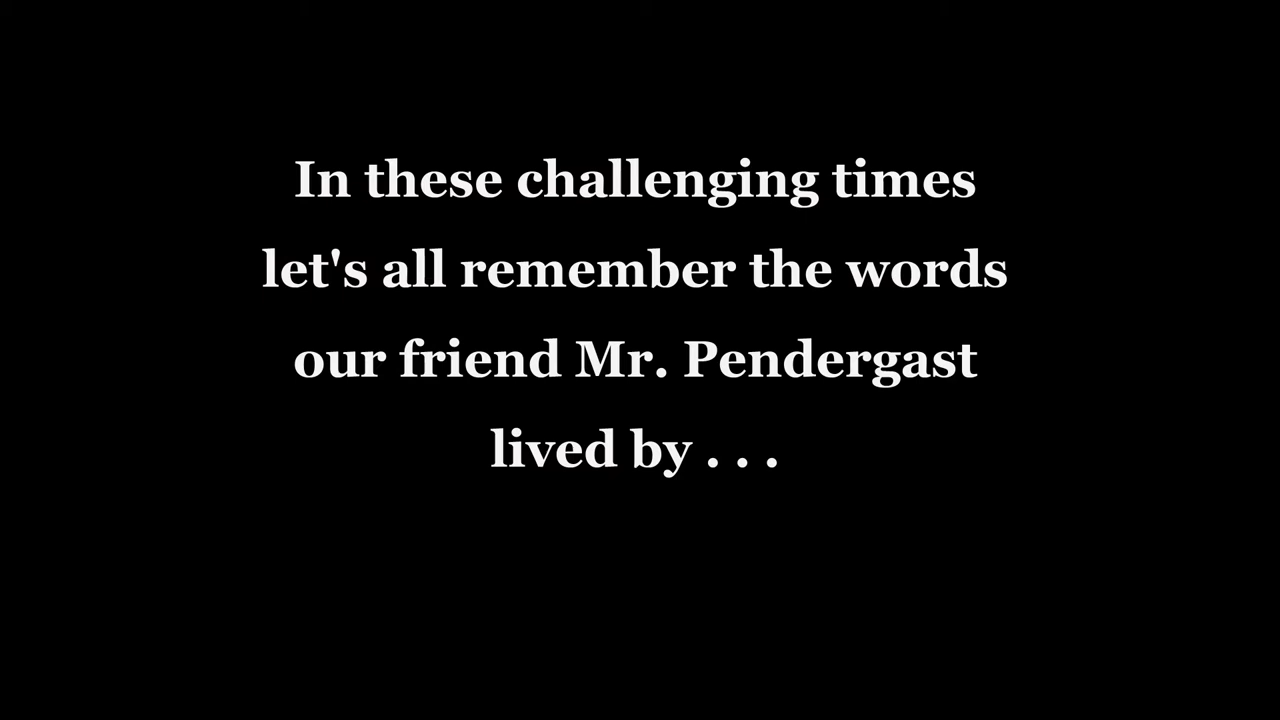 In these challenging times
let's all remember the words
our friend Mr. Pendergast
lived by . . .